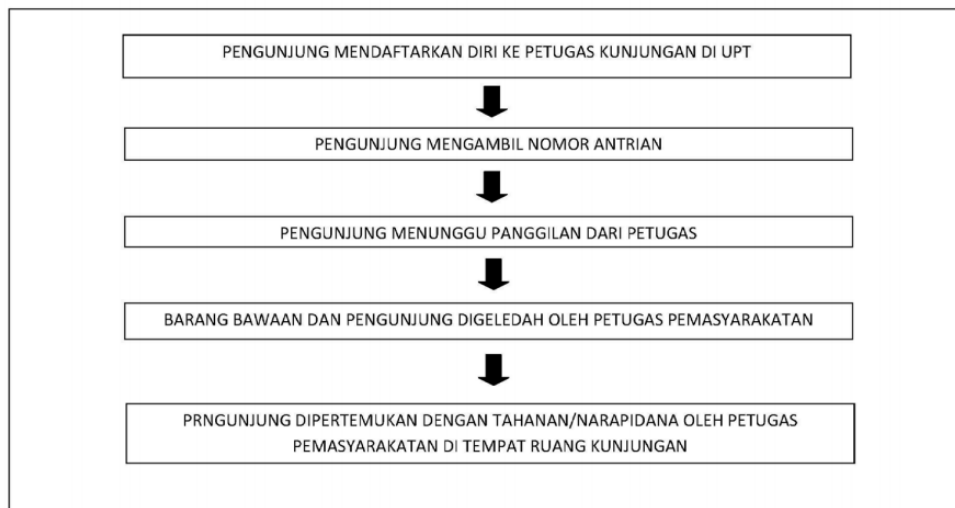 PENGUNJUNG MENDAFTARKAN DIRI KE PETUGAS KUNJUNGAN DI UPT
PENGUNJUNG MENGAMBIL NOMOR ANTRIAN
PENGUNJUNG MENUNGGU PANGGILAN DARI PETUGAS
BARANG BAWAAN DAN PENGUNJUNG DIGELEDAH OLEH PETUGAS PEMASYARAKATAN
PRNGUNJUNG DIPERTEMUKAN DENGAN TAHANAN/NARAPIDANA OLEH PETUGAS
PEMASYARAKATAN DI TEMPAT RUANG KUNJUNGAN